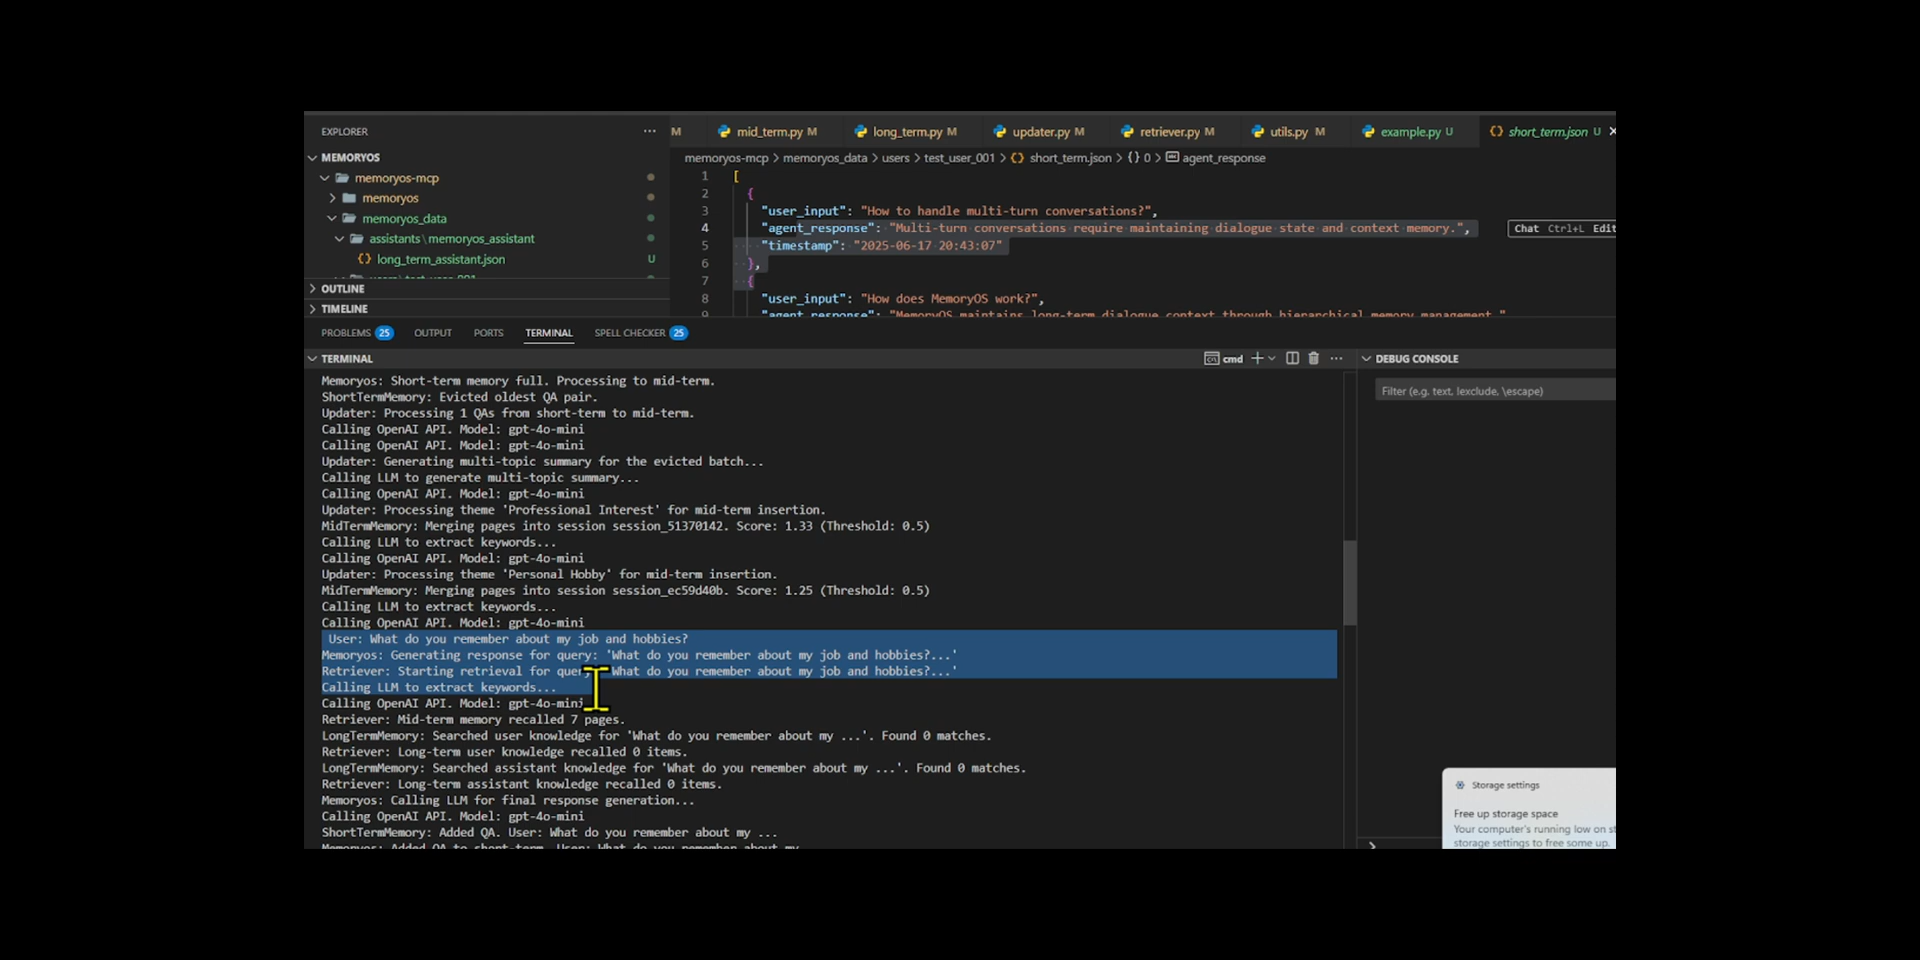 EXPLORER
MEMORYOS
memoryos-mcp
memoryos
memoryos_data
assistants\memoryos_assistant
long_term_assistant.json U
OUTLINE
TIMELINE
M mid_term.py M long_term.py M updater.py M retriever.py M utils.py M example.py U short_term.json U
memoryos-mcp > memoryos_data > users > test_user_001 > {} short_term.json > {} 0 > agent_response
1 [
2 {
3 "user_input": "How to handle multi-turn conversations?",
4 "agent_response": "Multi-turn conversations require maintaining dialogue state and context memory.",
Chat Ctrl+L Edit
5 "timestamp": "2025-06-17 20:43:07"
6 },
7 {
8 "user_input": "How does MemoryOS work?",
9 "agent_response": "MemoryOS maintains long-term dialogue context through hierarchical memory management."
PROBLEMS 25 OUTPUT PORTS TERMINAL SPELL CHECKER 25
TERMINAL
cmd
Memoryos: Short-term memory full. Processing to mid-term.
ShortTermMemory: Evicted oldest QA pair.
Updater: Processing 1 QAs from short-term to mid-term.
Calling OpenAI API. Model: gpt-4o-mini
Calling OpenAI API. Model: gpt-4o-mini
Updater: Generating multi-topic summary for the evicted batch...
Calling LLM to generate multi-topic summary...
Calling OpenAI API. Model: gpt-4o-mini
Updater: Processing theme 'Professional Interest' for mid-term insertion.
MidTermMemory: Merging pages into session session_51370142. Score: 1.33 (Threshold: 0.5)
Calling LLM to extract keywords...
Calling OpenAI API. Model: gpt-4o-mini
Updater: Processing theme 'Personal Hobby' for mid-term insertion.
MidTermMemory: Merging pages into session session_ec59d40b. Score: 1.25 (Threshold: 0.5)
Calling LLM to extract keywords...
Calling OpenAI API. Model: gpt-4o-mini
User: What do you remember about my job and hobbies?
Memoryos: Generating response for query: 'What do you remember about my job and hobbies?...'
Retriever: Starting retrieval for query: 'What do you remember about my job and hobbies?...'
Calling LLM to extract keywords...
Calling OpenAI API. Model: gpt-4o-mini
Retriever: Mid-term memory recalled 7 pages.
LongTermMemory: Searched user knowledge for 'What do you remember about my ...'. Found 0 matches.
Retriever: Long-term user knowledge recalled 0 items.
LongTermMemory: Searched assistant knowledge for 'What do you remember about my ...'. Found 0 matches.
Retriever: Long-term assistant knowledge recalled 0 items.
Memoryos: Calling LLM for final response generation...
Calling OpenAI API. Model: gpt-4o-mini
ShortTermMemory: Added QA. User: What do you remember about my ...
Memoryos: Added QA to short-term. User: What do you remember about my
DEBUG CONSOLE
Filter (e.g. text, !exclude, \escape)
Storage settings
Free up storage space
Your computer's running low on
storage settings to free some up.